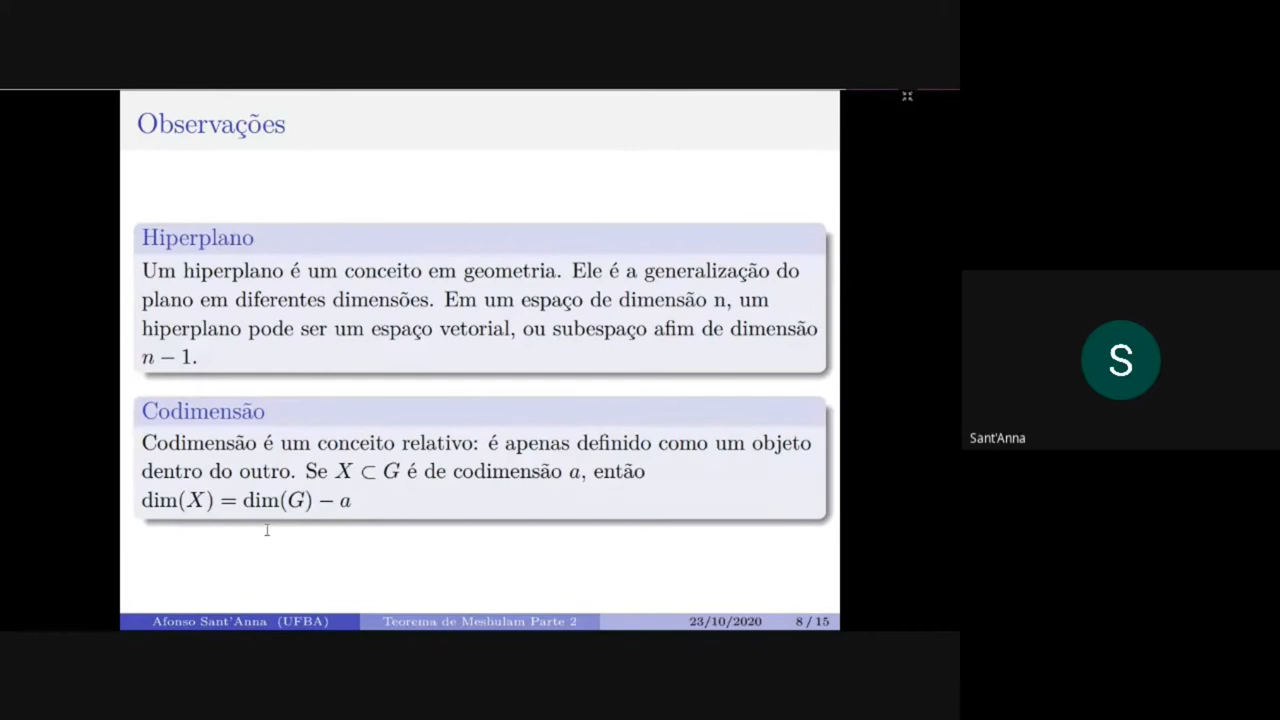 Observações
Hiperplano
Um hiperplano é um conceito em geometria. Ele é a generalização do
plano em diferentes dimensões. Em um espaço de dimensão n, um
hiperplano pode ser um espaço vetorial, ou subespaço afim de dimensão
n − 1.
Codimensão
Codimensão é um conceito relativo: é apenas definido como um objeto
dentro do outro. Se X ⊂ G é de codimensão a, então
dim(X) = dim(G) − a
Afonso Sant'Anna (UFBA) Teorema de Meshulam Parte 2 23/10/2020 8 / 15
S
Sant'Anna